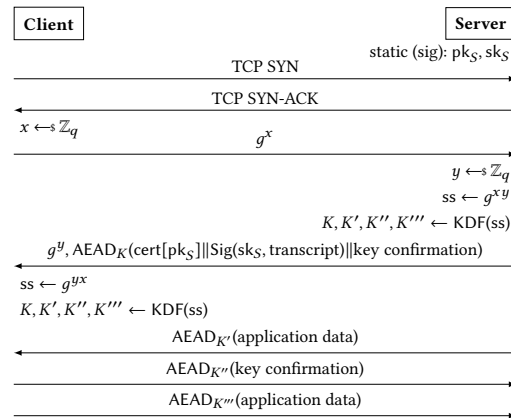 Client Server
static (sig): pk_S, sk_S
TCP SYN
TCP SYN-ACK
x ←$ ℤ_q
g^x
y ←$ ℤ_q
ss ← g^{xy}
K, K′, K″, K‴ ← KDF(ss)
g^y, AEAD_K(cert[pk_S]‖Sig(sk_S, transcript)‖key confirmation)
ss ← g^{yx}
K, K′, K″, K‴ ← KDF(ss)
AEAD_{K′}(application data)
AEAD_{K″}(key confirmation)
AEAD_{K‴}(application data)